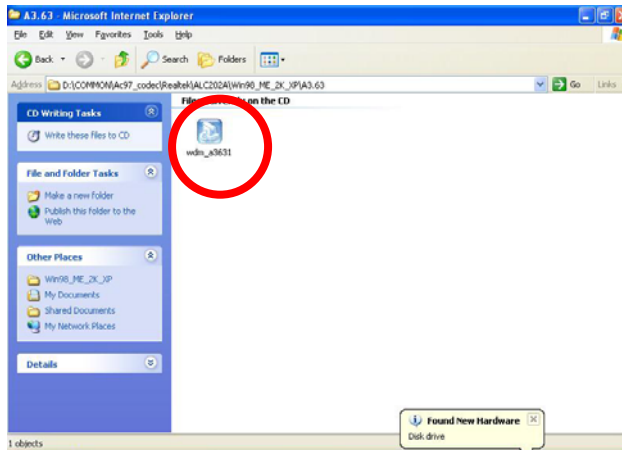 A3.63 - Microsoft Internet Explorer
File Edit View Favorites Tools Help
Back Search Folders
Address D:\COMMON\Ac97_codec\Realtek\ALC202A\Win98_ME_2K_XP\A3.63 Go Links
CD Writing Tasks
Write these files to CD
on the CD
wdm_a3631
File and Folder Tasks
Make a new folder
Publish this folder to the
Web
Other Places
Win98_ME_2K_XP
My Documents
Shared Documents
My Network Places
Details
Found New Hardware
Disk drive
1 objects